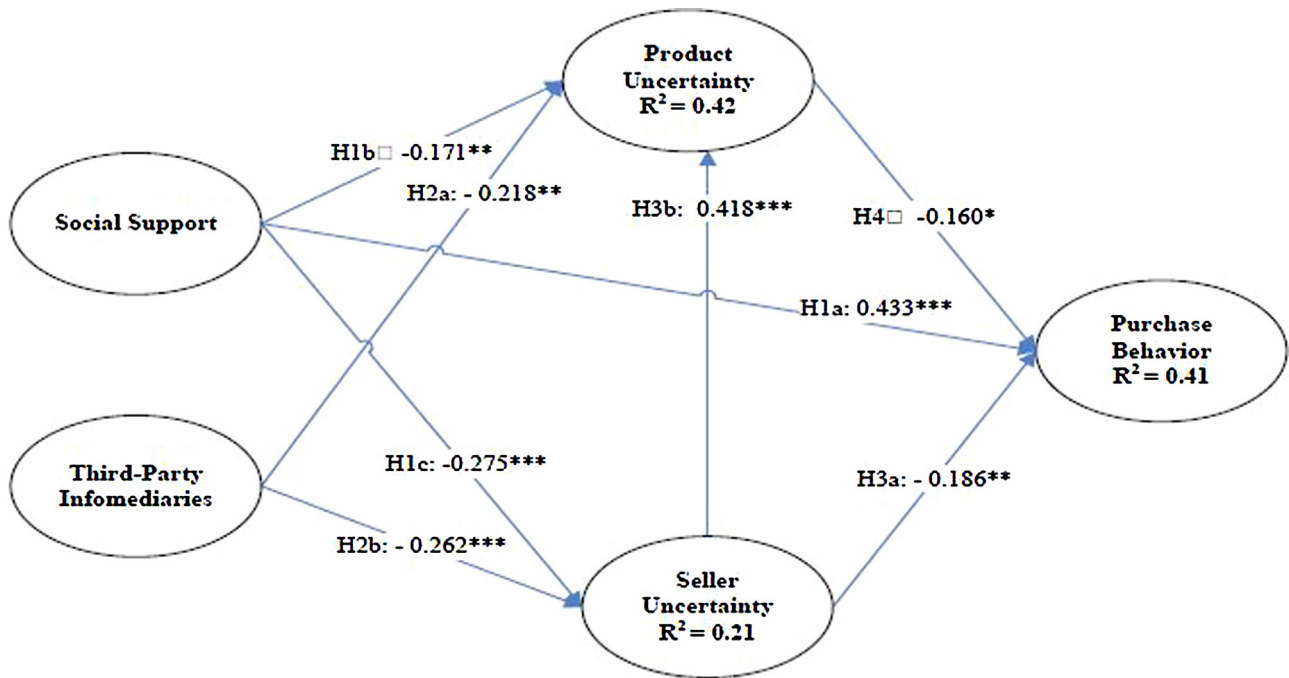 Product
Uncertainty
R² = 0.42
H1b□ -0.171**
H2a: - 0.218**
Social Support
H3b: 0.418***
H4□ -0.160*
H1a: 0.433***
Purchase
Behavior
R² = 0.41
Third-Party
Infomediaries
H1c: -0.275***
H3a: - 0.186**
H2b: - 0.262***
Seller
Uncertainty
R² = 0.21